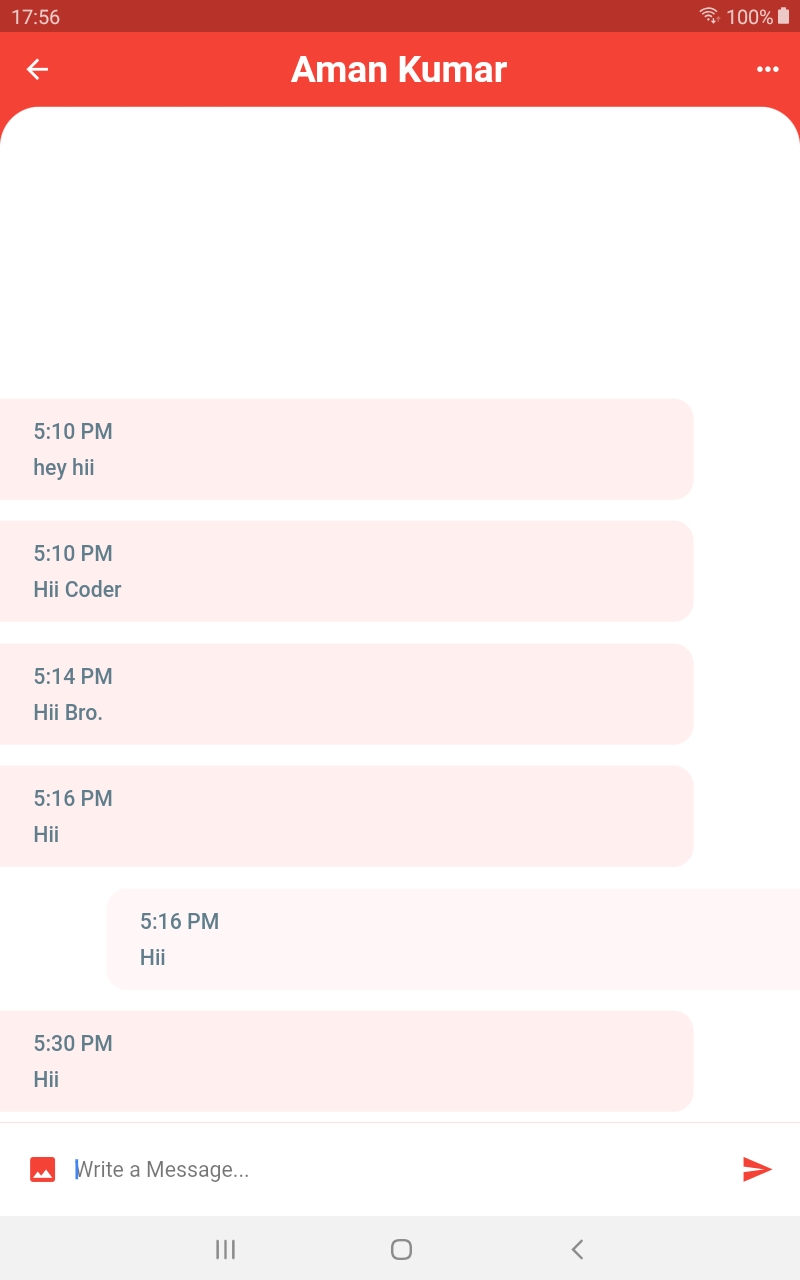 17:56
100%
Aman Kumar
5:10 PM
hey hii
5:10 PM
Hii Coder
5:14 PM
Hii Bro.
5:16 PM
Hii
5:16 PM
Hii
5:30 PM
Hii
Write a Message...